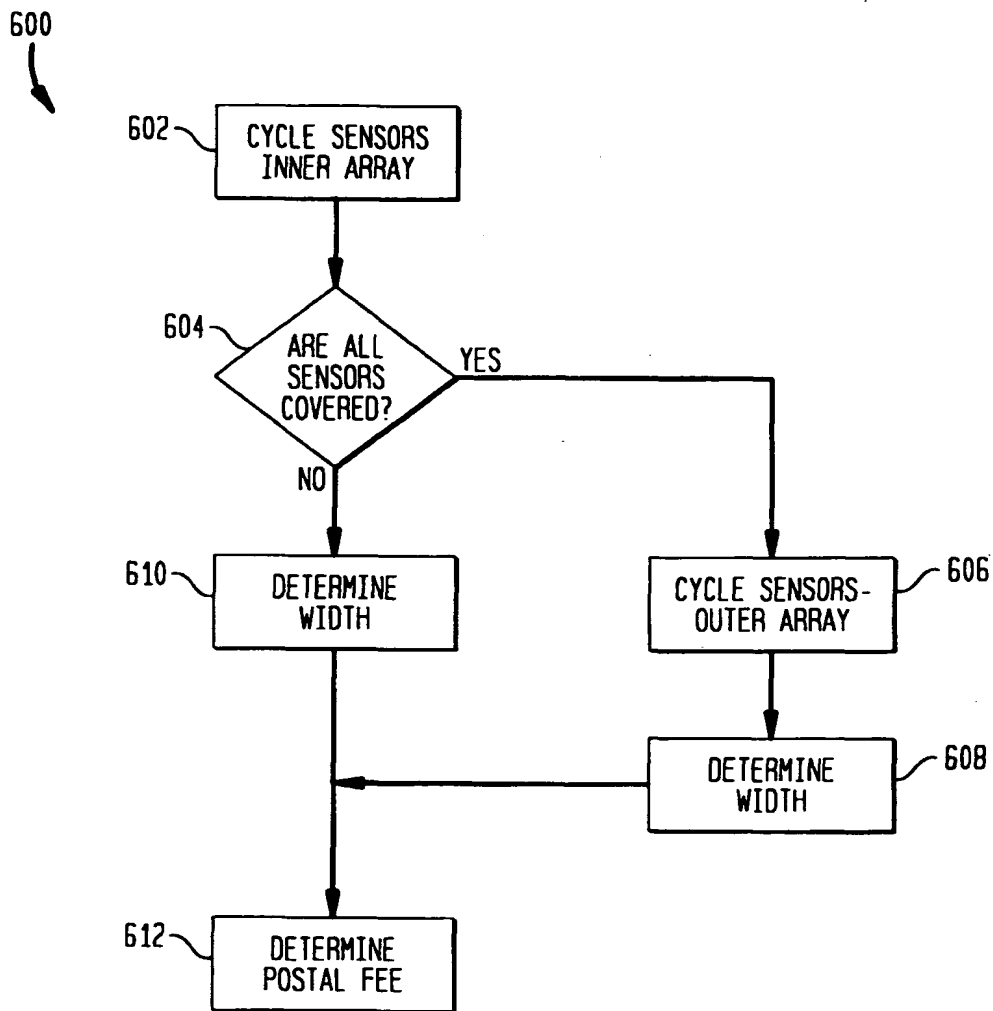 600
602
CYCLE SENSORS
INNER ARRAY
604
ARE ALL
SENSORS
COVERED?
YES
NO
610
DETERMINE
WIDTH
CYCLE SENSORS-
OUTER ARRAY
606
DETERMINE
WIDTH
608
612
DETERMINE
POSTAL FEE